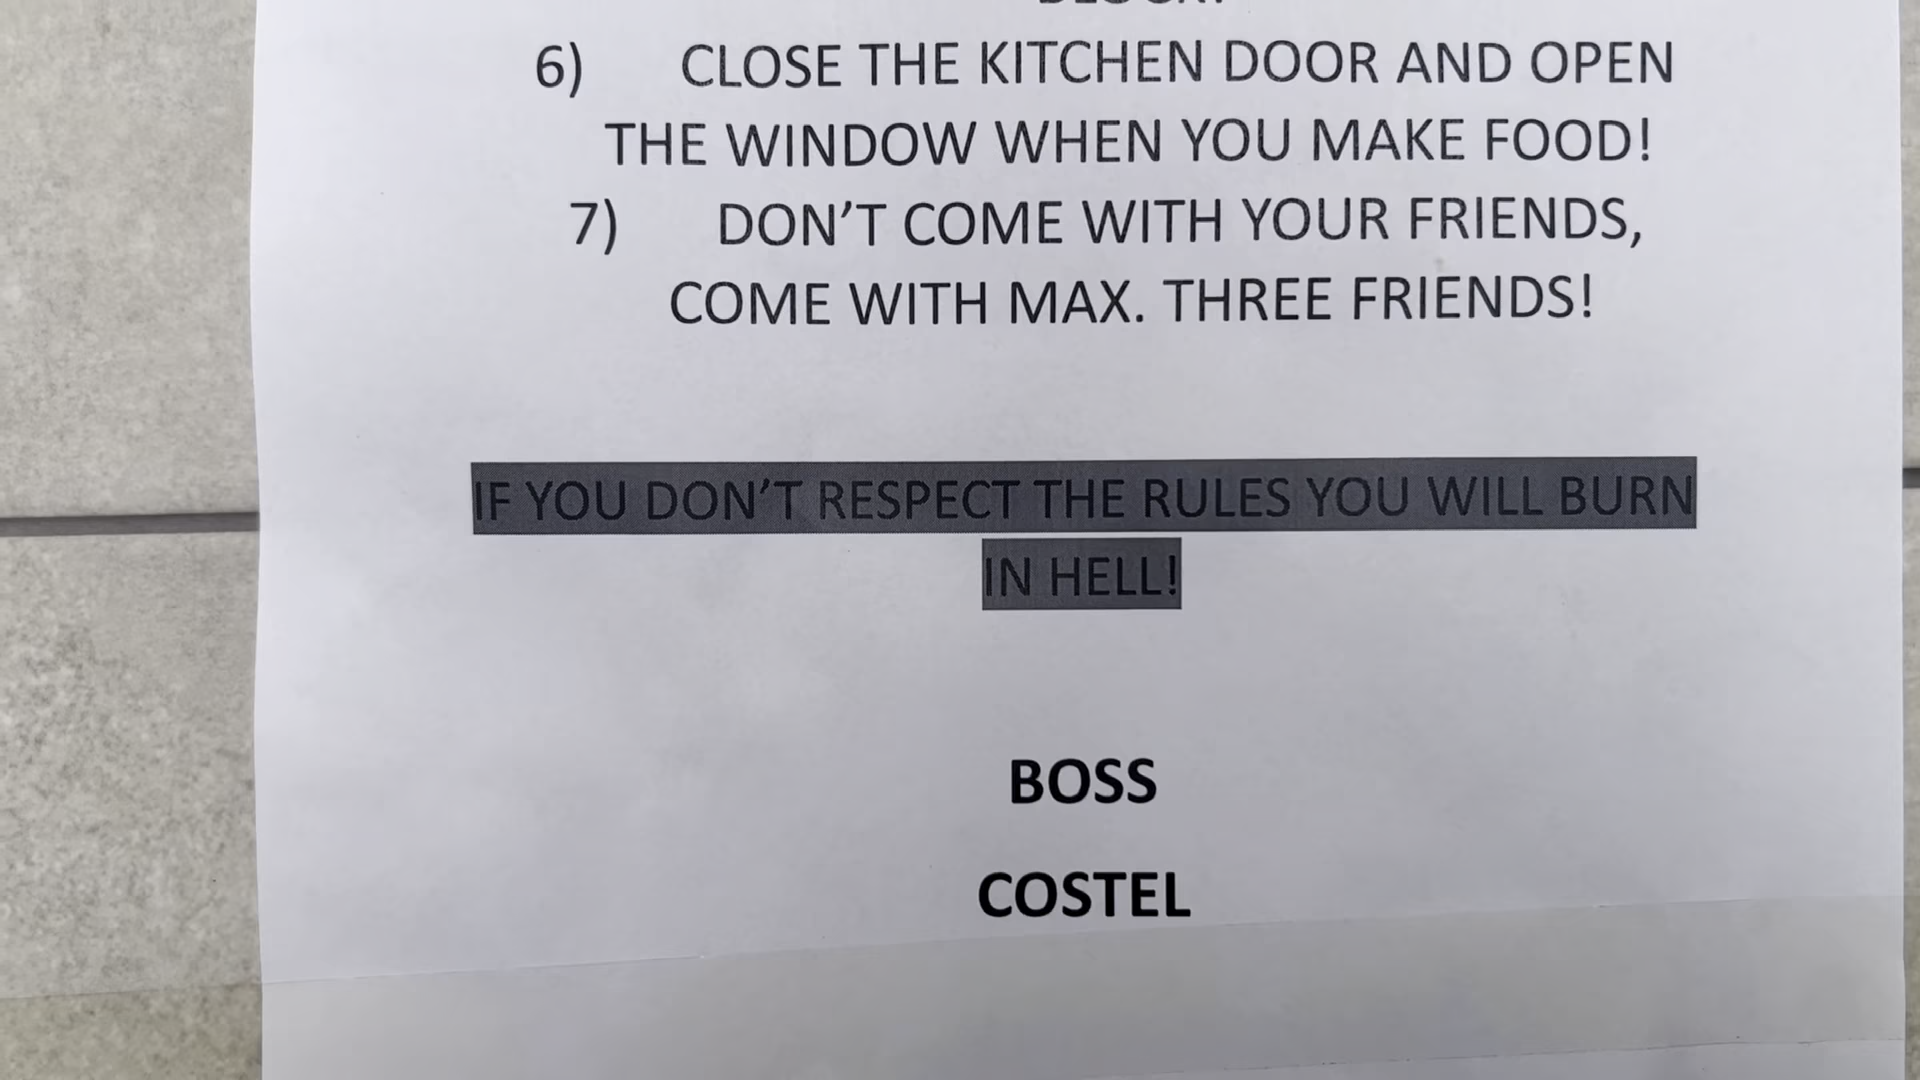 6) CLOSE THE KITCHEN DOOR AND OPEN
THE WINDOW WHEN YOU MAKE FOOD!
7) DON'T COME WITH YOUR FRIENDS,
COME WITH MAX. THREE FRIENDS!
IF YOU DON'T RESPECT THE RULES YOU WILL BURN
IN HELL!
BOSS
COSTEL